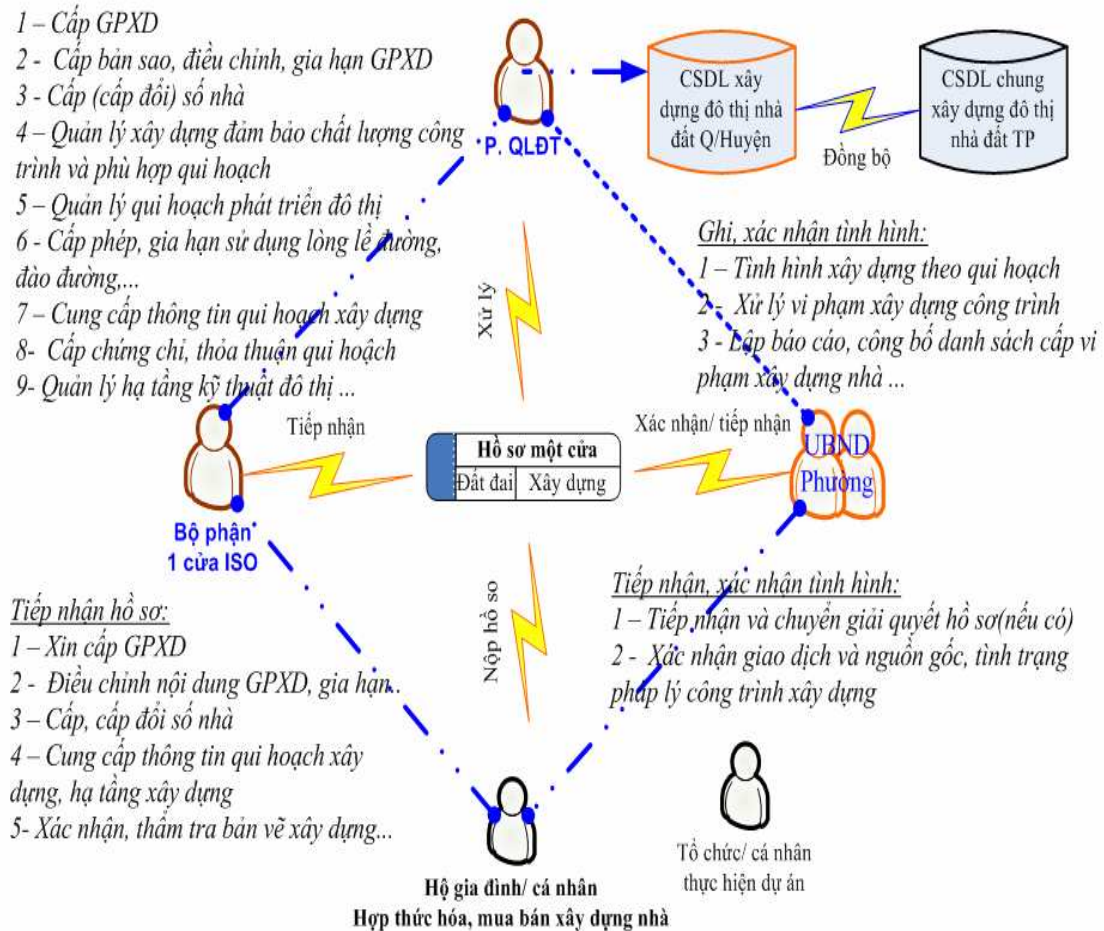 1 – Cấp GPXD
2 - Cấp bản sao, điều chỉnh, gia hạn GPXD
3 - Cấp (cấp đổi) số nhà
4 – Quản lý xây dựng đảm bảo chất lượng công
trình và phù hợp qui hoạch
5 – Quản lý qui hoạch phát triển đô thị
6 - Cấp phép, gia hạn sử dụng lòng lề đường,
đào đường,...
7 – Cung cấp thông tin qui hoạch xây dựng
8- Cấp chứng chỉ, thỏa thuận qui hoậch
9- Quản lý hạ tầng kỹ thuật đô thị ...
P. QLĐT
CSDL xây
dựng đô thị nhà
đất Q/Huyện
Đồng bộ
CSDL chung
xây dựng đô thị
nhà đất TP
Ghi, xác nhận tình hình:
1 – Tình hình xây dựng theo qui hoạch
2 - Xử lý vi phạm xây dựng công trình
3 - Lập báo cáo, công bố danh sách cấp vi
phạm xây dựng nhà ...
Xử lý
Tiếp nhận
Xác nhận/ tiếp nhận
Hồ sơ một cửa
Đất đai Xây dựng
UBND
Phường
Bộ phận
1 cửa ISO
Nộp hồ sơ
Tiếp nhận hồ sơ:
1 – Xin cấp GPXD
2 - Điều chỉnh nội dung GPXD, gia hạn..
3 – Cấp, cấp đổi số nhà
4 – Cung cấp thông tin qui hoạch xây
dựng, hạ tầng xây dựng
5- Xác nhận, thẩm tra bản vẽ xây dựng...
Tiếp nhận, xác nhận tình hình:
1 – Tiếp nhận và chuyển giải quyết hồ sơ(nếu có)
2 - Xác nhận giao dịch và nguồn gốc, tình trạng
pháp lý công trình xây dựng
Hộ gia đình/ cá nhân
Hợp thức hóa, mua bán xây dựng nhà
Tổ chức/ cá nhân
thực hiện dự án